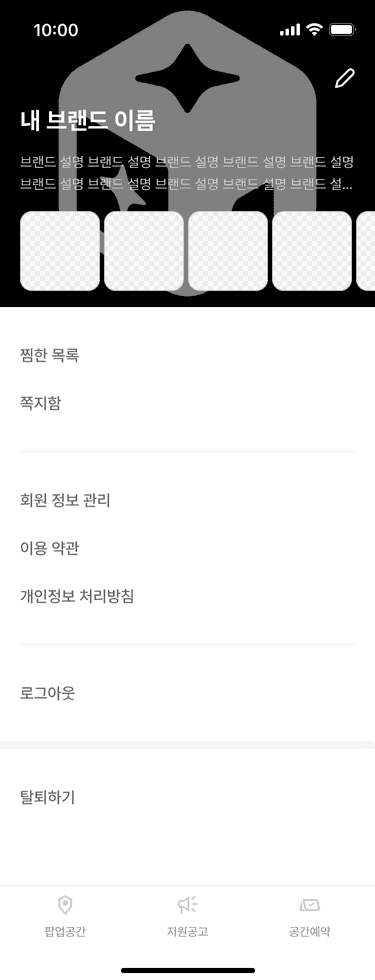 10:00
내 브랜드 이름
브랜드 설명 브랜드 설명 브랜드 설명 브랜드 설명 브랜드 설명
브랜드 설명 브랜드 설명 브랜드 설명 브랜드 설명 브랜드 설...
찜한 목록
쪽지함
회원 정보 관리
이용 약관
개인정보 처리방침
로그아웃
탈퇴하기
팝업공간 지원공고 공간예약